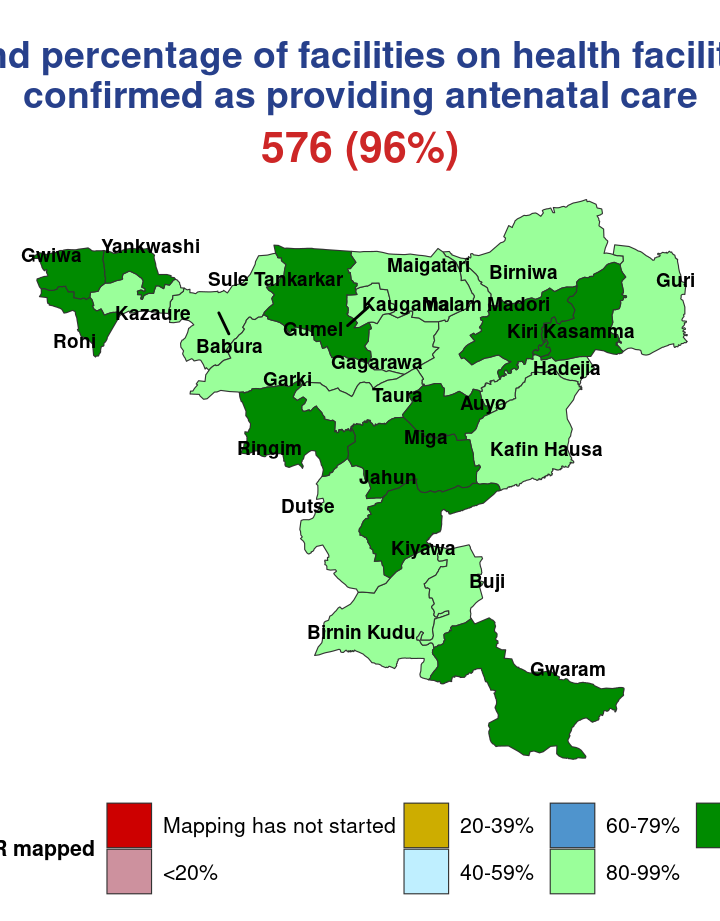 nd percentage of facilities on health facilit
confirmed as providing antenatal care
576 (96%)
Gwiwa
Yankwashi
Sule Tankarkar
Maigatari
Birniwa
Guri
Roni
Kazaure
Babura
Gumel
Kaugama
Malam Madori
Kiri Kasamma
Gagarawa
Hadejia
Garki
Taura
Auyo
Ringim
Miga
Kafin Hausa
Jahun
Dutse
Kiyawa
Buji
Birnin Kudu
Gwaram
R mapped
Mapping has not started
20-39%
60-79%
<20%
40-59%
80-99%